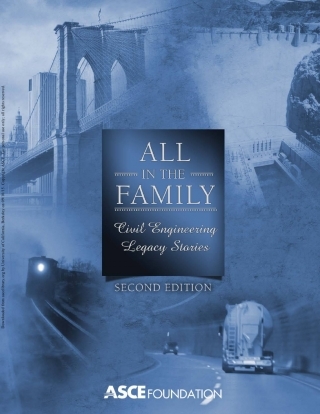 ALL
IN THE
FAMILY
Civil Engineering
Legacy Stories
SECOND EDITION
ASCE FOUNDATION